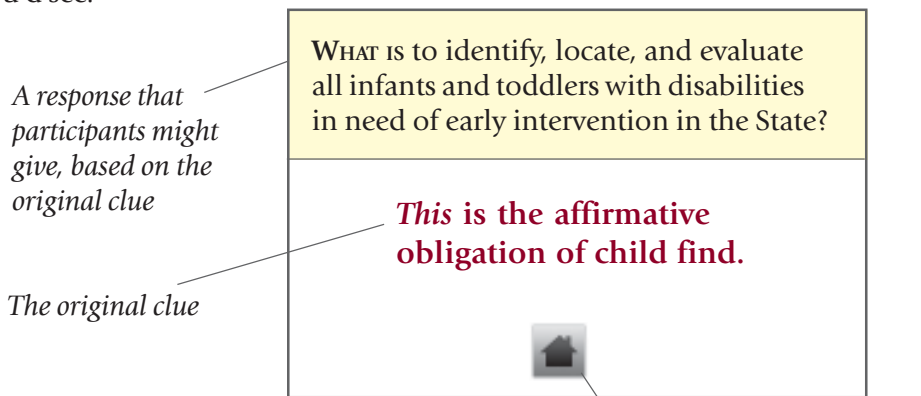 WHAT IS to identify, locate, and evaluate
all infants and toddlers with disabilities
in need of early intervention in the State?
A response that
participants might
give, based on the
original clue
This is the affirmative
obligation of child find.
The original clue